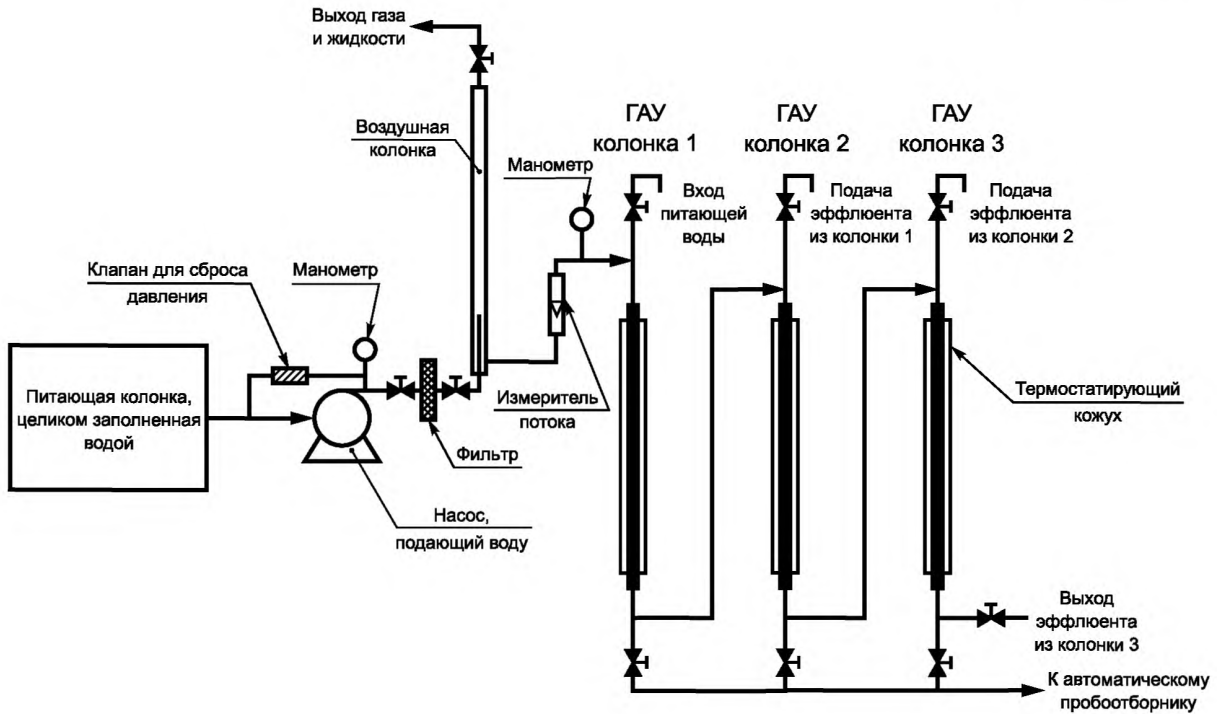 Выход газа
и жидкости
Воздушная
колонка
Манометр
ГАУ
колонка 1
ГАУ
колонка 2
ГАУ
колонка 3
Вход
питающей
воды
Подача
эффлюента
из колонки 1
Подача
эффлюента
из колонки 2
Клапан для сброса
давления
Манометр
Питающая колонка,
целиком заполненная
водой
Измеритель
потока
Фильтр
Насос,
подающий воду
Термостатирующий
кожух
Выход
эффлюента
из колонки 3
К автоматическому
пробоотборнику